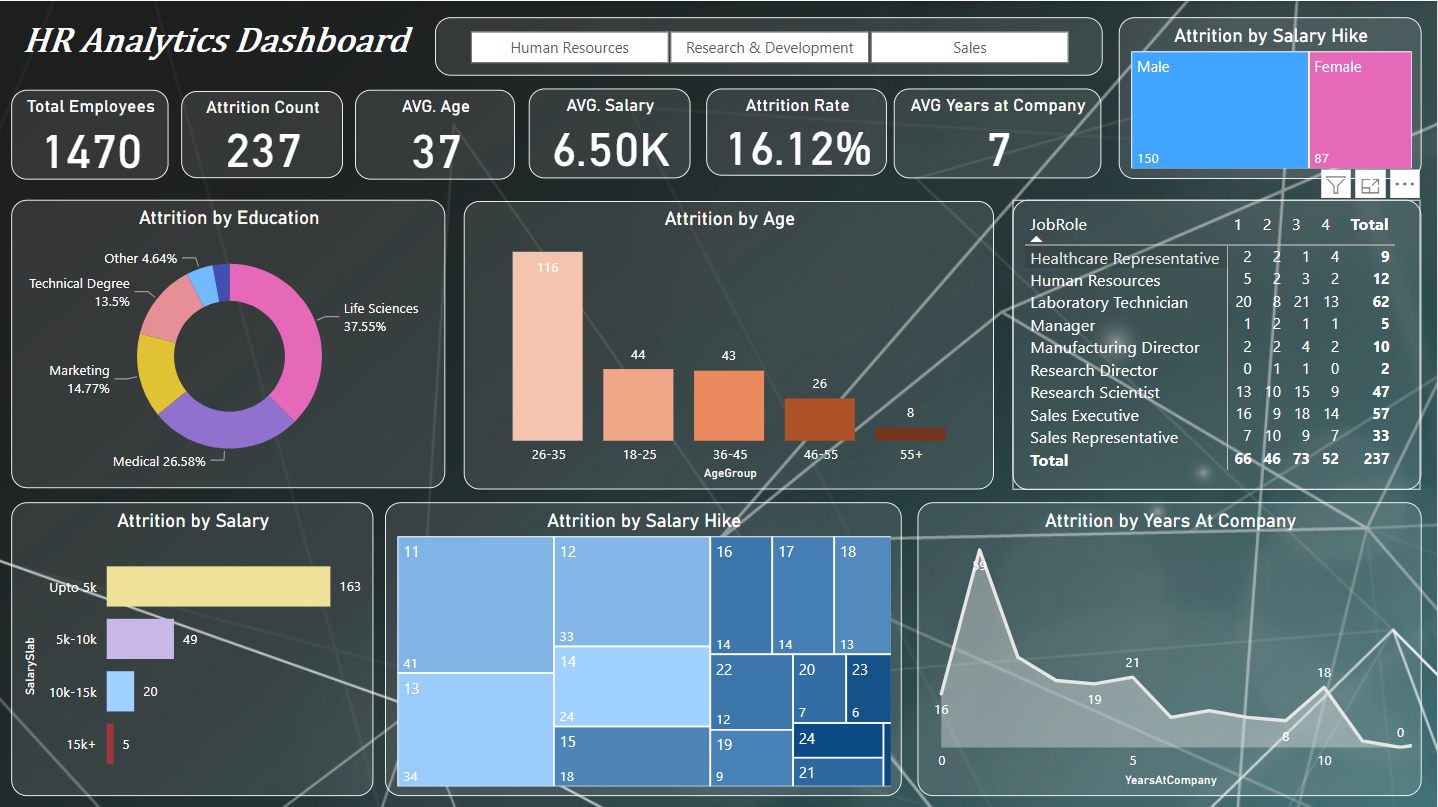 HR Analytics Dashboard
Human Resources
Research & Development
Sales
Attrition by Salary Hike
Male
Female
150
87
Total Employees
1470
Attrition Count
237
AVG. Age
37
AVG. Salary
6.50K
Attrition Rate
16.12%
AVG Years at Company
7
Attrition by Education
Other 4.64%
Technical Degree
13.5%
Life Sciences
37.55%
Marketing
14.77%
Medical 26.58%
Attrition by Age
116
44
43
26
8
26-35
18-25
36-45
46-55
55+
AgeGroup
JobRole 1 2 3 4 Total
Healthcare Representative 2 2 1 4 9
Human Resources 5 2 3 2 12
Laboratory Technician 20 8 21 13 62
Manager 1 2 1 1 5
Manufacturing Director 2 2 4 2 10
Research Director 0 1 1 0 2
Research Scientist 13 10 15 9 47
Sales Executive 16 9 18 14 57
Sales Representative 7 10 9 7 33
Total 66 46 73 52 237
Attrition by Salary
SalarySlab
Upto 5k 163
5k-10k 49
10k-15k 20
15k+ 5
Attrition by Salary Hike
11
41
12
33
13
34
14
24
15
18
16
14
17
14
18
13
22
12
20
7
23
6
19
9
24
21
Attrition by Years At Company
59
16
19
21
8
18
0
0
5
10
YearsAtCompany